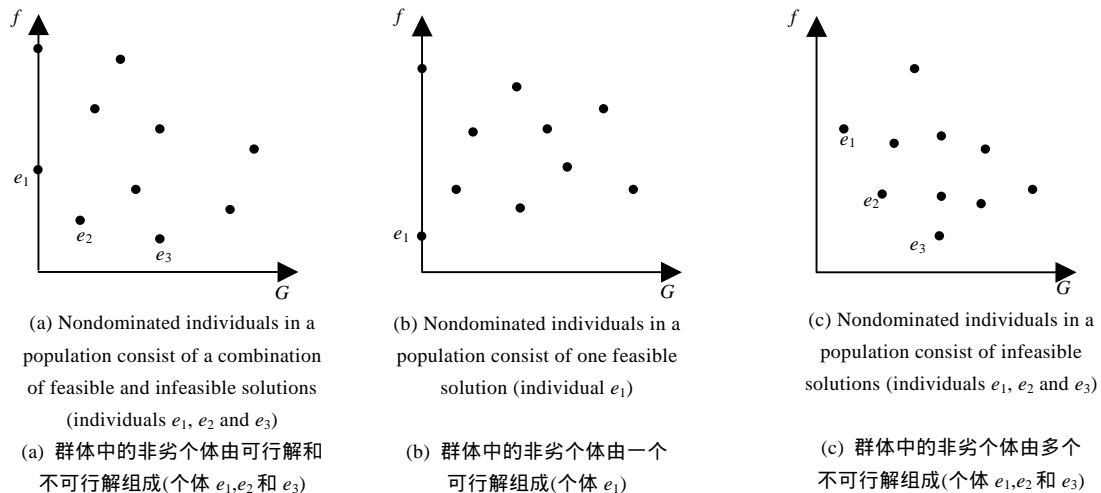 f
e1
e2
e3
G
(a) Nondominated individuals in a
population consist of a combination
of feasible and infeasible solutions
(individuals e1, e2 and e3)
(a) 群体中的非劣个体由可行解和
不可行解组成(个体 e1,e2 和 e3)
f
e1
G
(b) Nondominated individuals in a
population consist of one feasible
solution (individual e1)
(b) 群体中的非劣个体由一个
可行解组成(个体 e1)
f
e1
e2
e3
G
(c) Nondominated individuals in a
population consist of infeasible
solutions (individuals e1, e2 and e3)
(c) 群体中的非劣个体由多个
不可行解组成(个体 e1,e2 和 e3)